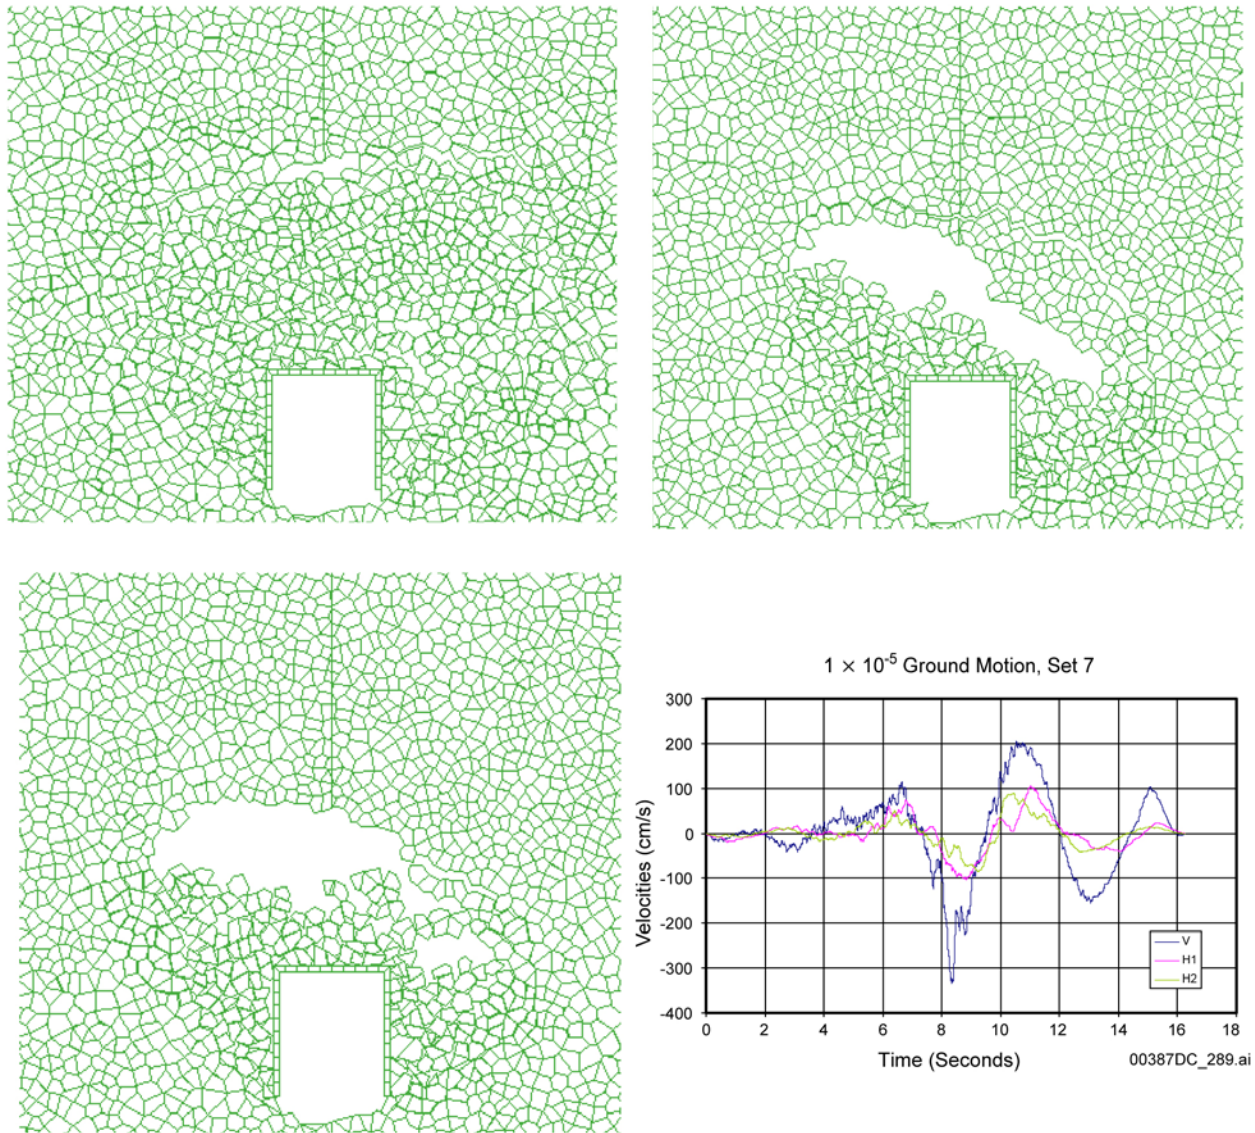 1 × 10⁻⁵ Ground Motion, Set 7
Velocities (cm/s)
300
200
100
0
-100
-200
-300
-400
V
H1
H2
0 2 4 6 8 10 12 14 16 18
Time (Seconds)
00387DC_289.ai